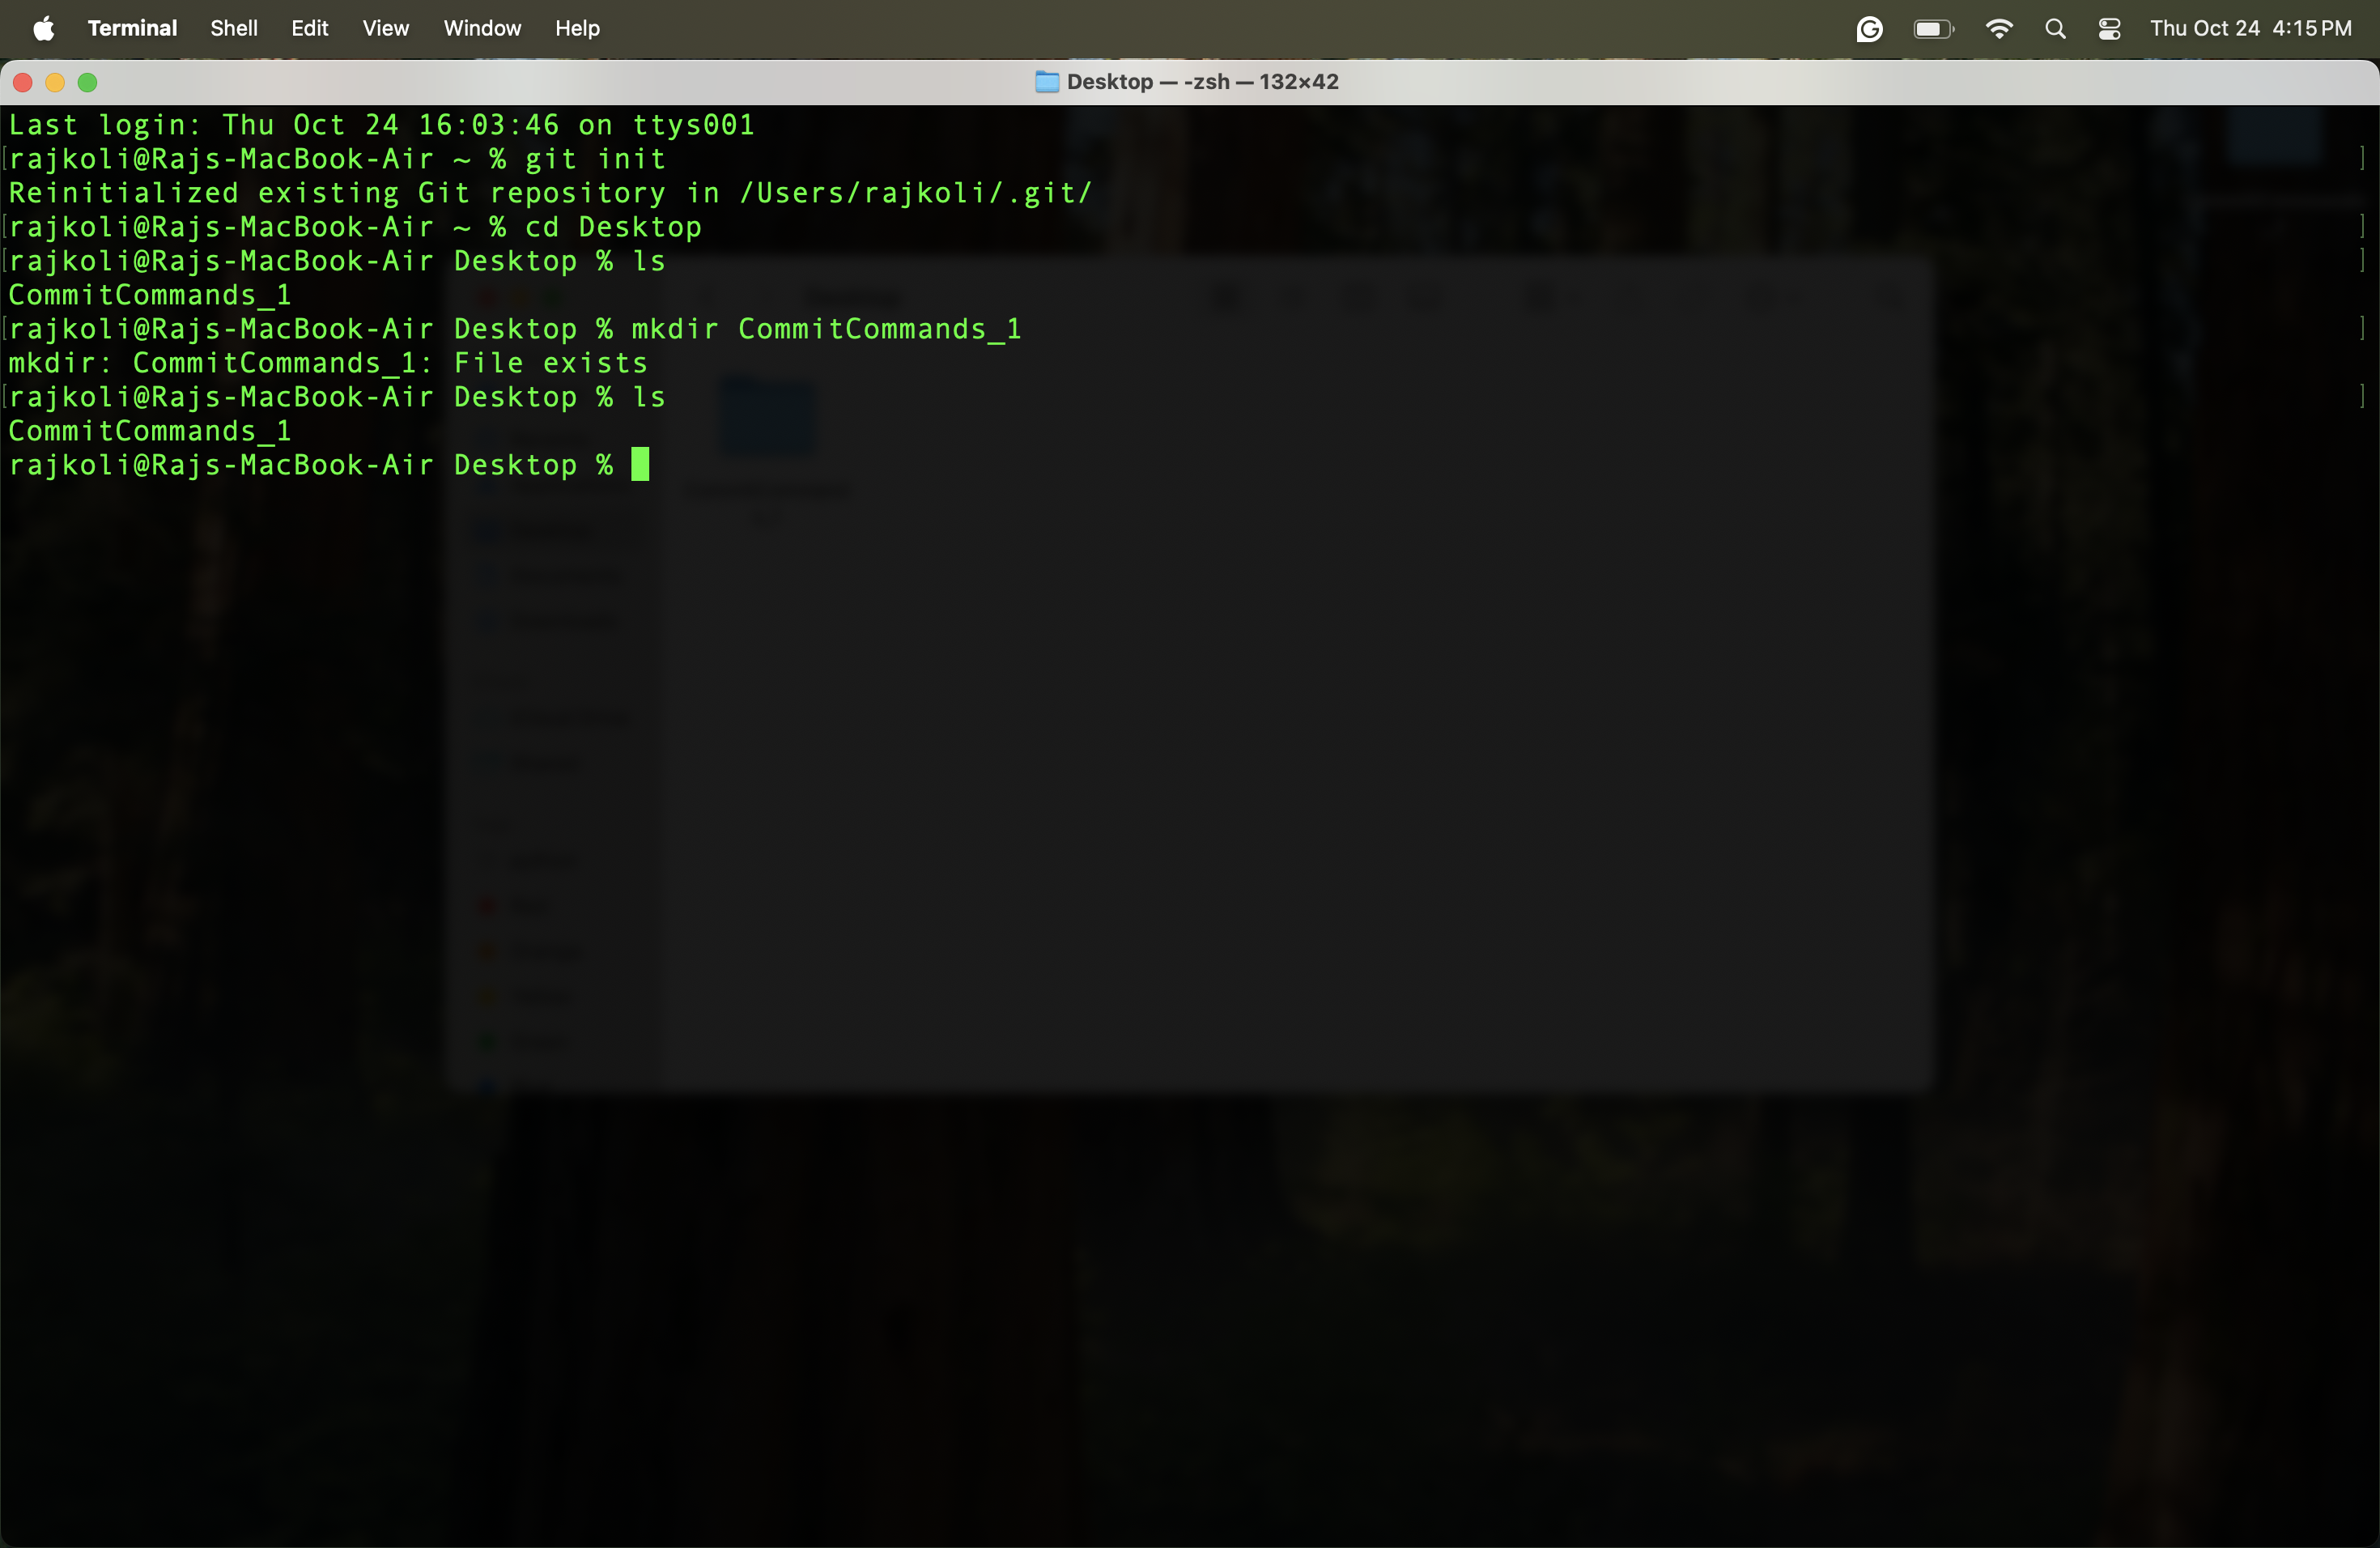 Terminal Shell Edit View Window Help Thu Oct 24 4:15 PM
Desktop — -zsh — 132×42
Last login: Thu Oct 24 16:03:46 on ttys001
[rajkoli@Rajs-MacBook-Air ~ % git init ]
Reinitialized existing Git repository in /Users/rajkoli/.git/
[rajkoli@Rajs-MacBook-Air ~ % cd Desktop ]
[rajkoli@Rajs-MacBook-Air Desktop % ls ]
CommitCommands_1
[rajkoli@Rajs-MacBook-Air Desktop % mkdir CommitCommands_1 ]
mkdir: CommitCommands_1: File exists
[rajkoli@Rajs-MacBook-Air Desktop % ls ]
CommitCommands_1
rajkoli@Rajs-MacBook-Air Desktop %